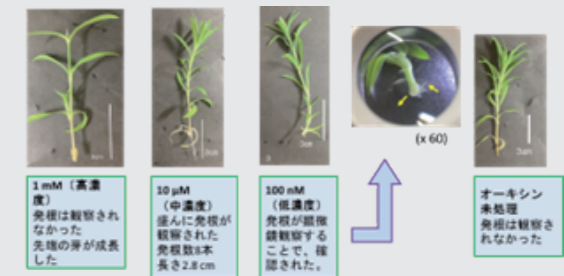 (x 60)
1 mM（高濃
度）
発根は観察され
なかった
先端の芽が成長
した
10 μM
（中濃度）
盛んに発根が
観察された
発根数8本
長さ2.8 cm
100 nM
（低濃度）
発根が顕微
鏡観察する
ことで、確
認された。
オーキシン
未処理
発根は観察さ
れなかった